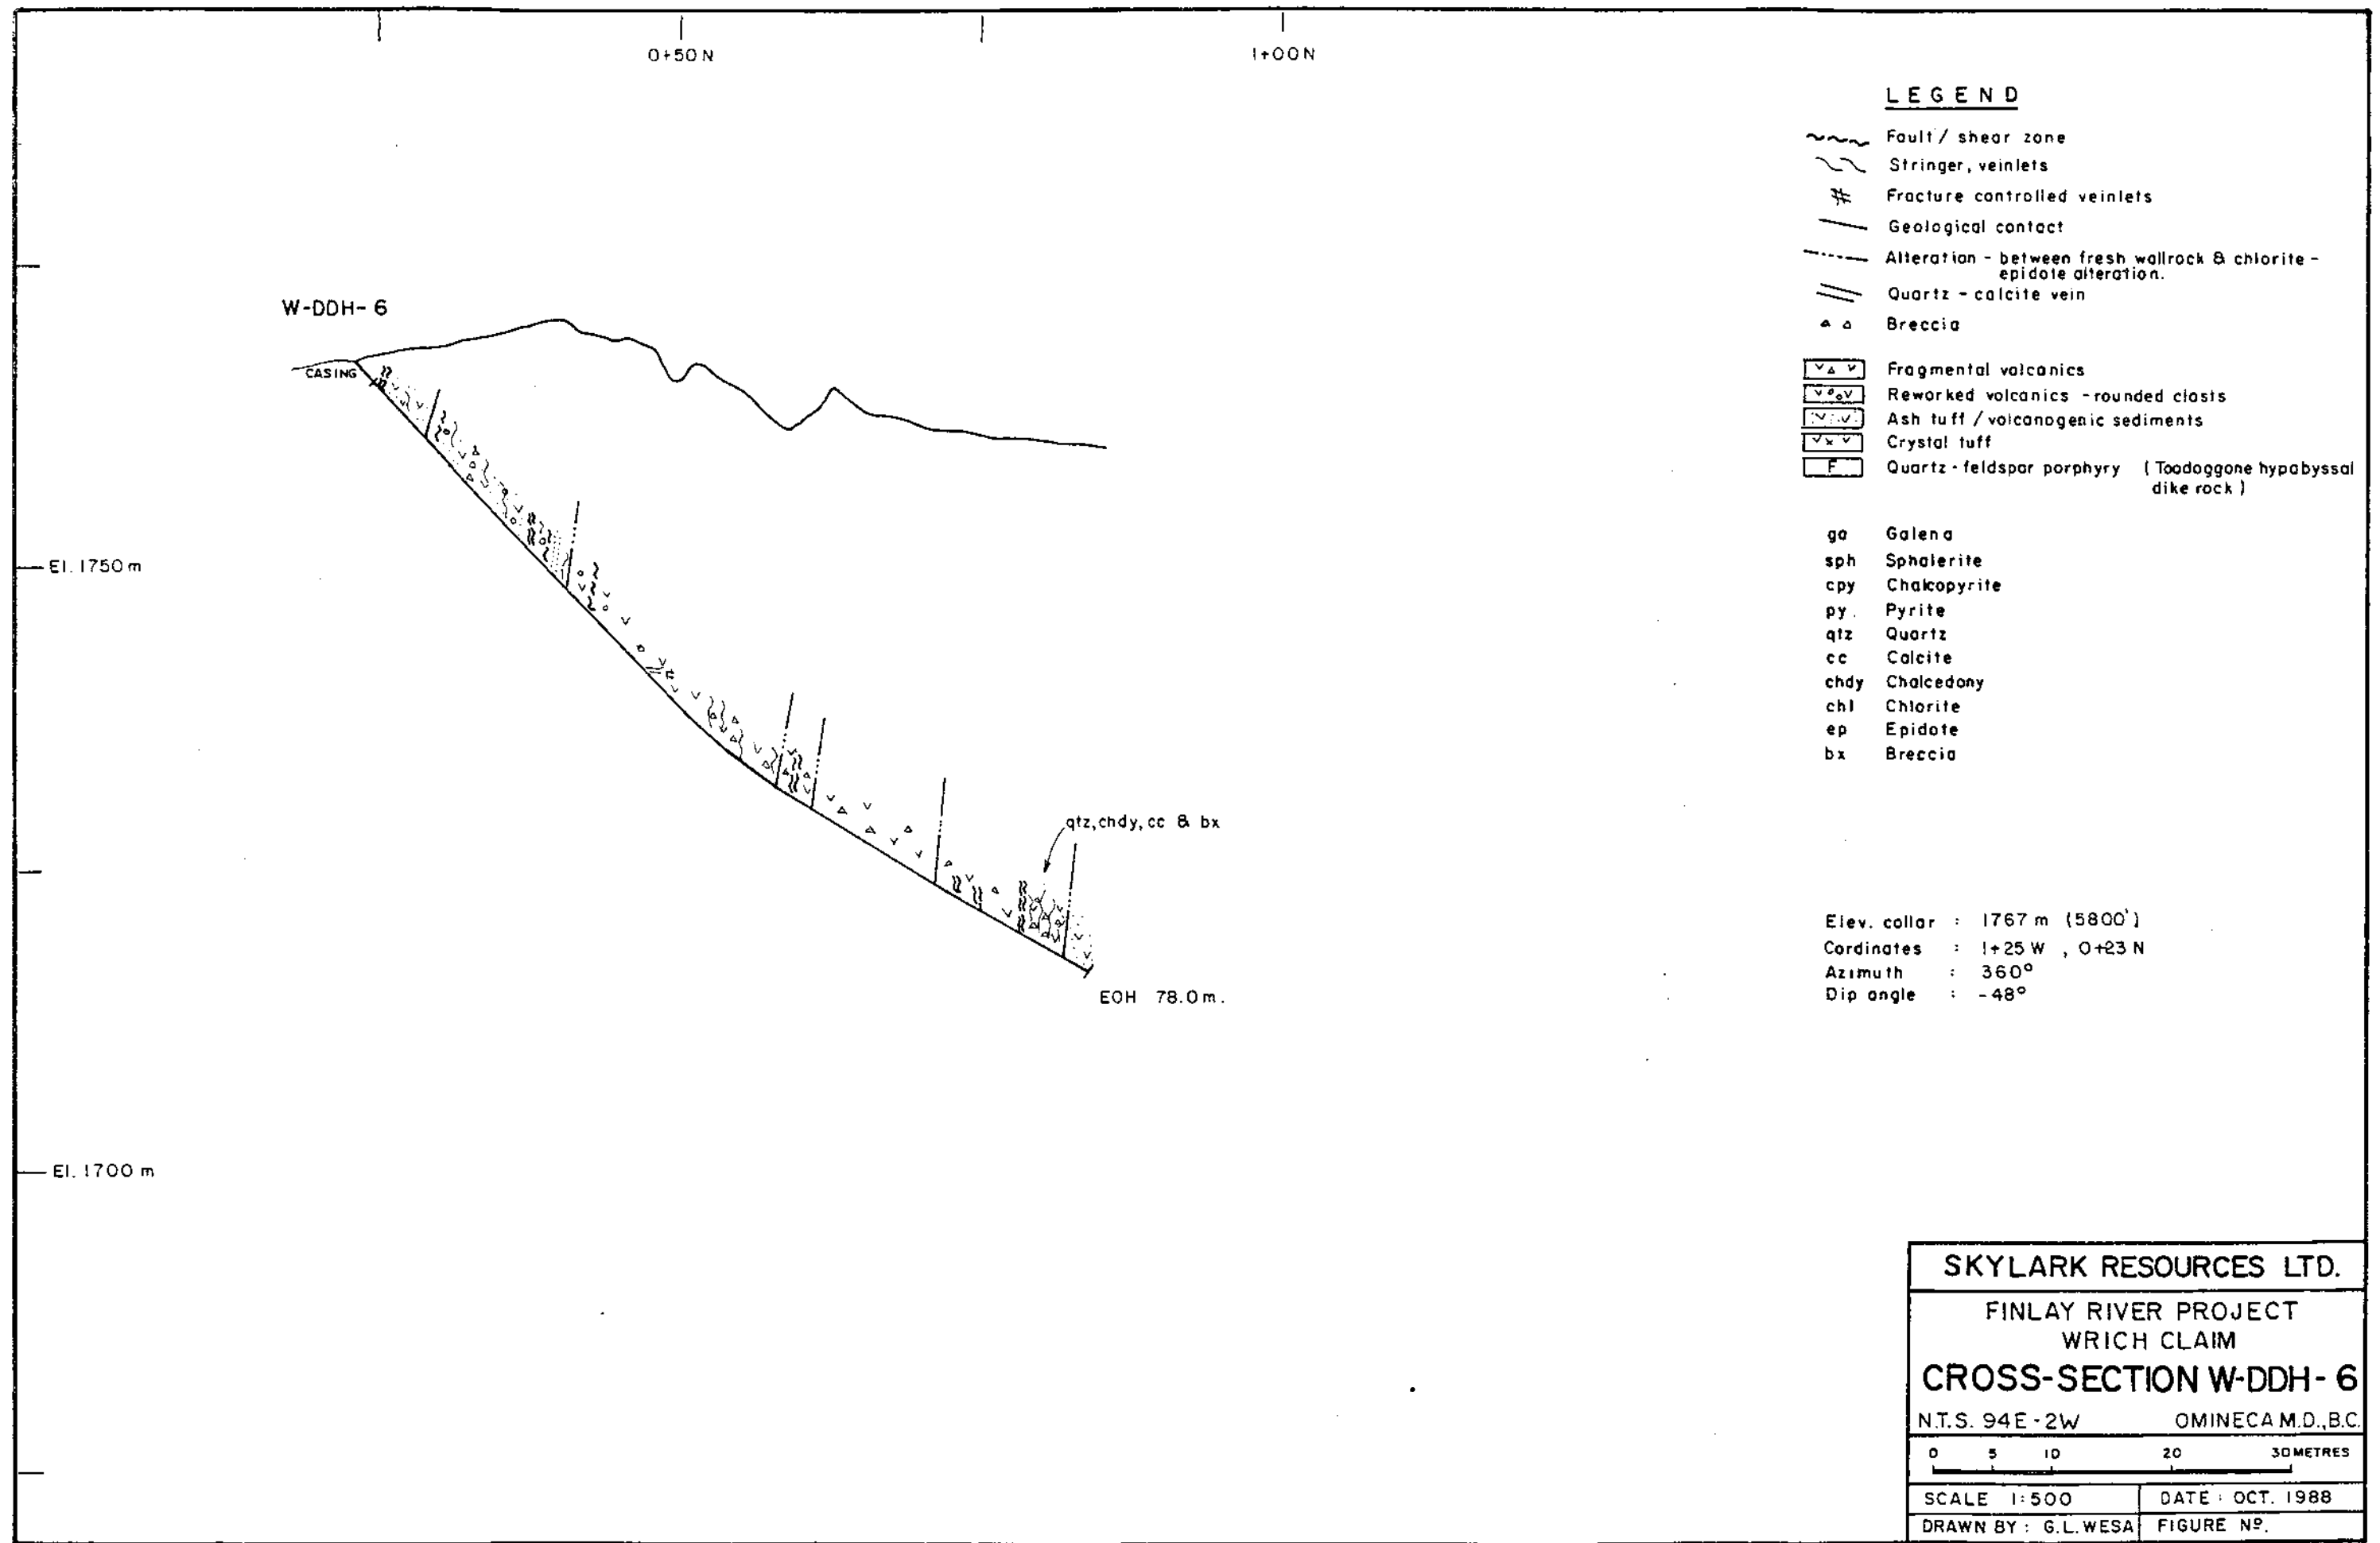 0+50N
1+00N
LEGEND
Fault / shear zone
Stringer, veinlets
Fracture controlled veinlets
Geological contact
Alteration - between fresh wallrock & chlorite -
epidote alteration.
Quartz - calcite vein
Breccia
Fragmental volcanics
Reworked volcanics - rounded clasts
Ash tuff / volcanogenic sediments
Crystal tuff
F Quartz - feldspar porphyry (Toodoggone hypabyssal
dike rock)
ga Galena
sph Sphalerite
cpy Chalcopyrite
py. Pyrite
qtz Quartz
cc Calcite
chdy Chalcedony
chl Chlorite
ep Epidote
bx Breccia
W-DDH-6
CASING
El. 1750 m
qtz, chdy, cc & bx
EOH 78.0 m.
El. 1700 m
Elev. collar : 1767 m (5800')
Cordinates : 1+25 W , 0+23 N
Azimuth : 360°
Dip angle : -48°
SKYLARK RESOURCES LTD.
FINLAY RIVER PROJECT
WRICH CLAIM
CROSS-SECTION W-DDH-6
N.T.S. 94E-2W OMINECA M.D.,B.C.
0 5 10 20 30 METRES
SCALE 1:500 DATE : OCT. 1988
DRAWN BY : G.L. WESA FIGURE Nº.